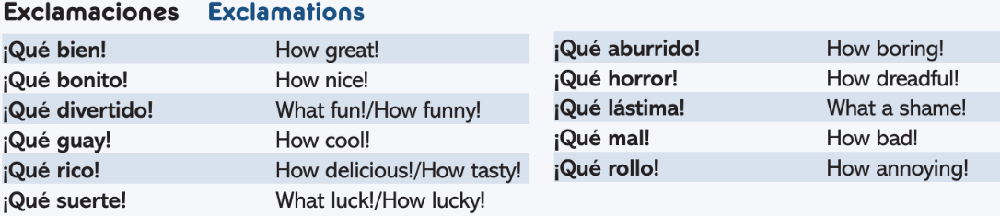 Exclamaciones Exclamations
¡Qué bien! How great!
¡Qué bonito! How nice!
¡Qué divertido! What fun!/How funny!
¡Qué guay! How cool!
¡Qué rico! How delicious!/How tasty!
¡Qué suerte! What luck!/How lucky!
¡Qué aburrido! How boring!
¡Qué horror! How dreadful!
¡Qué lástima! What a shame!
¡Qué mal! How bad!
¡Qué rollo! How annoying!